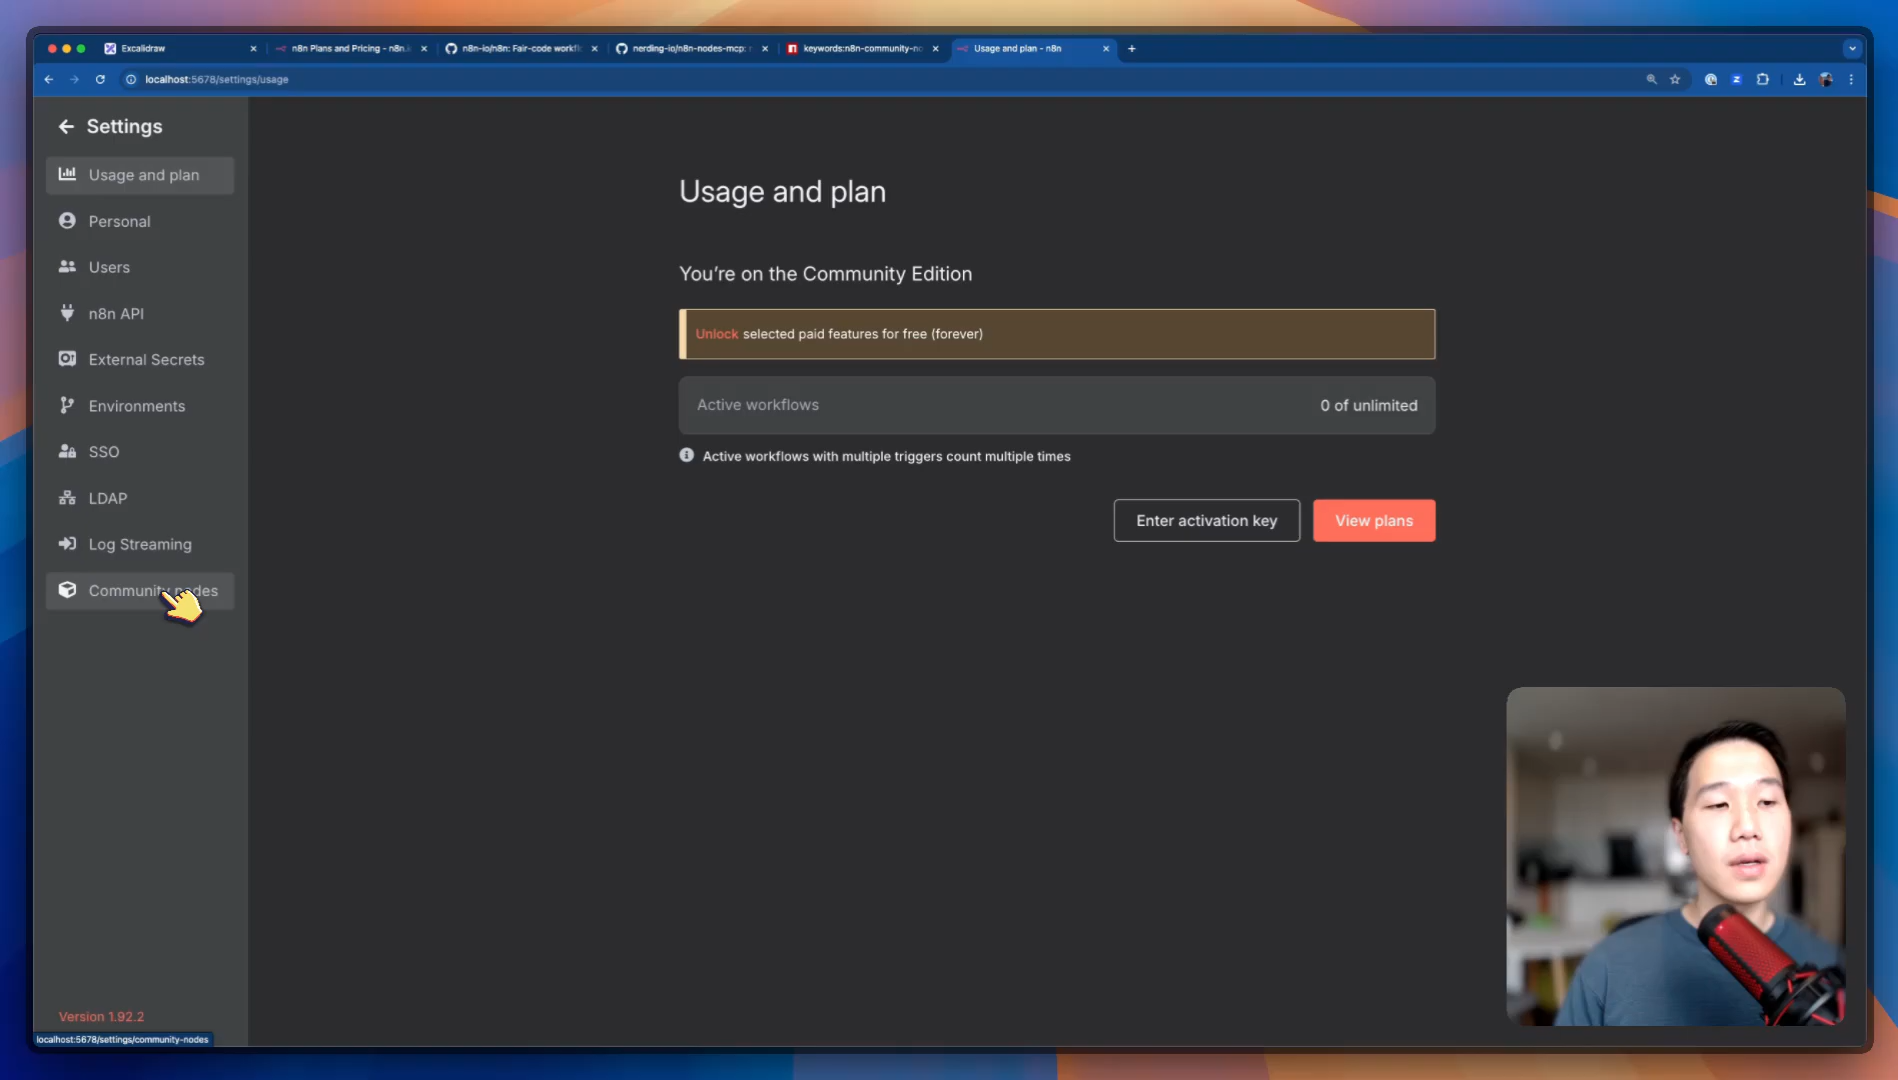 Excalidraw
n8n Plans and Pricing - n8n.i
n8n-io/n8n: Fair-code workfl
nerding-io/n8n-nodes-mcp: n
keywords:n8n-community-no
Usage and plan - n8n
localhost:5678/settings/usage
Settings
Usage and plan
Personal
Users
n8n API
External Secrets
Environments
SSO
LDAP
Log Streaming
Community nodes
Version 1.92.2
localhost:5678/settings/community-nodes
Usage and plan
You're on the Community Edition
Unlock selected paid features for free (forever)
Active workflows
0 of unlimited
Active workflows with multiple triggers count multiple times
Enter activation key
View plans